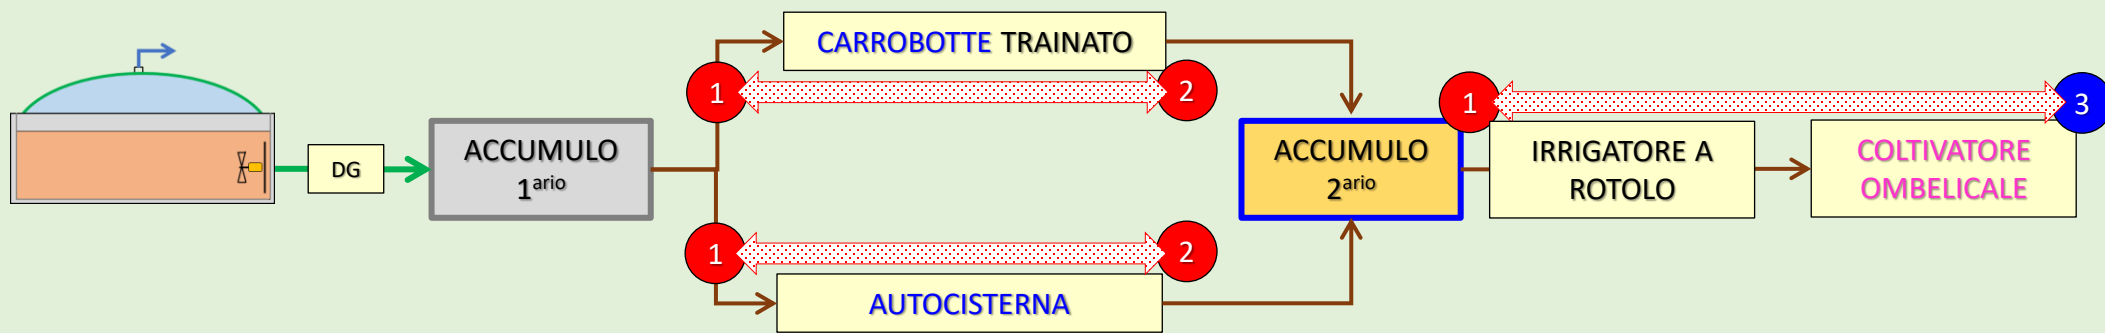 DG
ACCUMULO
1ario
1
CARROBOTTE TRAINATO
2
1
2
AUTOCISTERNA
ACCUMULO
2ario
1
IRRIGATORE A
ROTOLO
3
COLTIVATORE
OMBELICALE